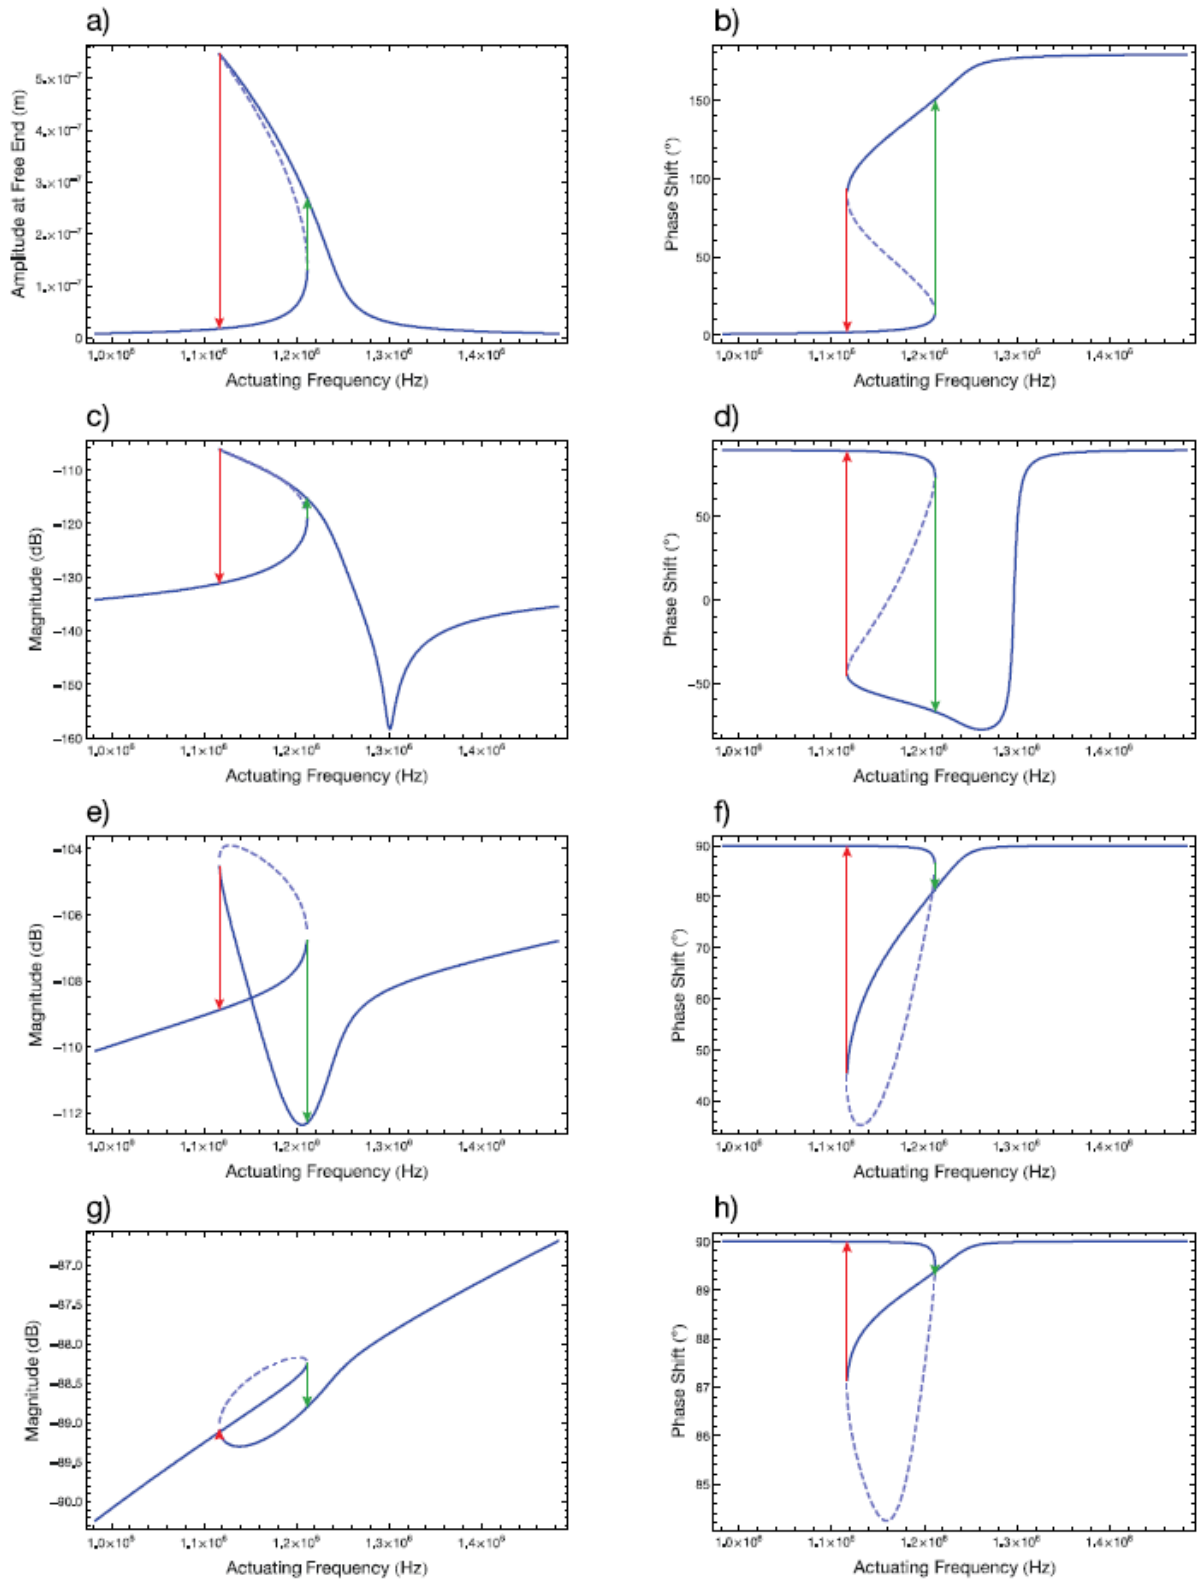 a)
Amplitude at Free End (m)
5.×10⁻⁷
4.×10⁻⁷
3.×10⁻⁷
2.×10⁻⁷
1.×10⁻⁷
0
1.0×10⁶ 1.1×10⁶ 1.2×10⁶ 1.3×10⁶ 1.4×10⁶
Actuating Frequency (Hz)
b)
Phase Shift (°)
150
100
50
0
1.0×10⁶ 1.1×10⁶ 1.2×10⁶ 1.3×10⁶ 1.4×10⁶
Actuating Frequency (Hz)
c)
Magnitude (dB)
−110
−120
−130
−140
−150
−160
1.0×10⁶ 1.1×10⁶ 1.2×10⁶ 1.3×10⁶ 1.4×10⁶
Actuating Frequency (Hz)
d)
Phase Shift (°)
50
0
−50
1.0×10⁶ 1.1×10⁶ 1.2×10⁶ 1.3×10⁶ 1.4×10⁶
Actuating Frequency (Hz)
e)
Magnitude (dB)
−104
−106
−108
−110
−112
1.0×10⁶ 1.1×10⁶ 1.2×10⁶ 1.3×10⁶ 1.4×10⁶
Actuating Frequency (Hz)
f)
Phase Shift (°)
90
80
70
60
50
40
1.0×10⁶ 1.1×10⁶ 1.2×10⁶ 1.3×10⁶ 1.4×10⁶
Actuating Frequency (Hz)
g)
Magnitude (dB)
−87.0
−87.5
−88.0
−88.5
−89.0
−89.5
−90.0
1.0×10⁶ 1.1×10⁶ 1.2×10⁶ 1.3×10⁶ 1.4×10⁶
Actuating Frequency (Hz)
h)
Phase Shift (°)
90
89
88
87
86
85
1.0×10⁶ 1.1×10⁶ 1.2×10⁶ 1.3×10⁶ 1.4×10⁶
Actuating Frequency (Hz)